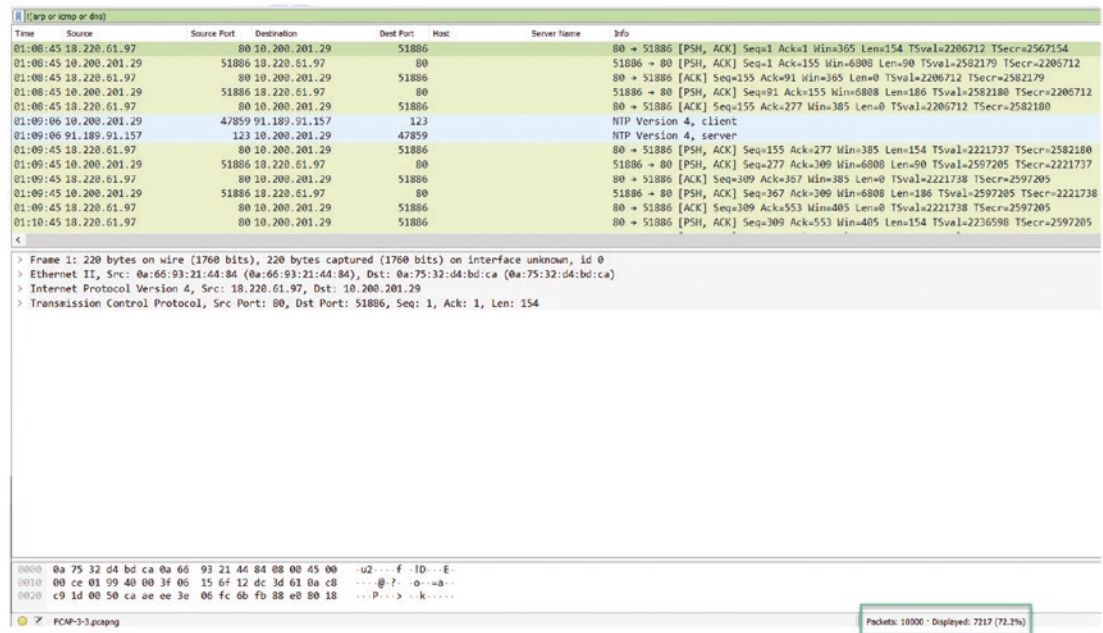 !(arp or icmp or dns)
Time Source Source Port Destination Dest Port Host Server Name Info
01:08:45 18.220.61.97 80 10.200.201.29 51886 80 → 51886 [PSH, ACK] Seq=1 Ack=1 Win=365 Len=154 TSval=2206712 TSecr=2567154
01:08:45 10.200.201.29 51886 18.220.61.97 80 51886 → 80 [PSH, ACK] Seq=1 Ack=155 Win=6808 Len=90 TSval=2582179 TSecr=2206712
01:08:45 18.220.61.97 80 10.200.201.29 51886 80 → 51886 [ACK] Seq=155 Ack=91 Win=365 Len=0 TSval=2206712 TSecr=2582179
01:08:45 10.200.201.29 51886 18.220.61.97 80 51886 → 80 [PSH, ACK] Seq=91 Ack=155 Win=6808 Len=186 TSval=2582180 TSecr=2206712
01:08:45 18.220.61.97 80 10.200.201.29 51886 80 → 51886 [ACK] Seq=155 Ack=277 Win=385 Len=0 TSval=2206712 TSecr=2582180
01:09:06 10.200.201.29 47859 91.189.91.157 123 NTP Version 4, client
01:09:06 91.189.91.157 123 10.200.201.29 47859 NTP Version 4, server
01:09:45 18.220.61.97 80 10.200.201.29 51886 80 → 51886 [PSH, ACK] Seq=155 Ack=277 Win=385 Len=154 TSval=2221737 TSecr=2582180
01:09:45 10.200.201.29 51886 18.220.61.97 80 51886 → 80 [PSH, ACK] Seq=277 Ack=309 Win=6808 Len=90 TSval=2597205 TSecr=2221737
01:09:45 18.220.61.97 80 10.200.201.29 51886 80 → 51886 [ACK] Seq=309 Ack=367 Win=385 Len=0 TSval=2221738 TSecr=2597205
01:09:45 10.200.201.29 51886 18.220.61.97 80 51886 → 80 [PSH, ACK] Seq=367 Ack=309 Win=6808 Len=186 TSval=2597205 TSecr=2221738
01:09:45 18.220.61.97 80 10.200.201.29 51886 80 → 51886 [ACK] Seq=309 Ack=553 Win=405 Len=0 TSval=2221738 TSecr=2597205
01:10:45 18.220.61.97 80 10.200.201.29 51886 80 → 51886 [PSH, ACK] Seq=309 Ack=553 Win=405 Len=154 TSval=2236598 TSecr=2597205
<
> Frame 1: 220 bytes on wire (1760 bits), 220 bytes captured (1760 bits) on interface unknown, id 0
> Ethernet II, Src: 0a:66:93:21:44:84 (0a:66:93:21:44:84), Dst: 0a:75:32:d4:bd:ca (0a:75:32:d4:bd:ca)
> Internet Protocol Version 4, Src: 18.220.61.97, Dst: 10.200.201.29
> Transmission Control Protocol, Src Port: 80, Dst Port: 51886, Seq: 1, Ack: 1, Len: 154
0000 0a 75 32 d4 bd ca 0a 66 93 21 44 84 08 00 45 00 ·u2····f ·!D···E·
0010 00 ce 01 99 40 00 3f 06 15 6f 12 dc 3d 61 0a c8 ····@·?· ·o··=a··
0020 c9 1d 00 50 ca ae ee 3e 06 fc 6b fb 88 e0 80 18 ···P···> ··k·····
PCAP-3-3.pcapng Packets: 10000 · Displayed: 7217 (72.2%)